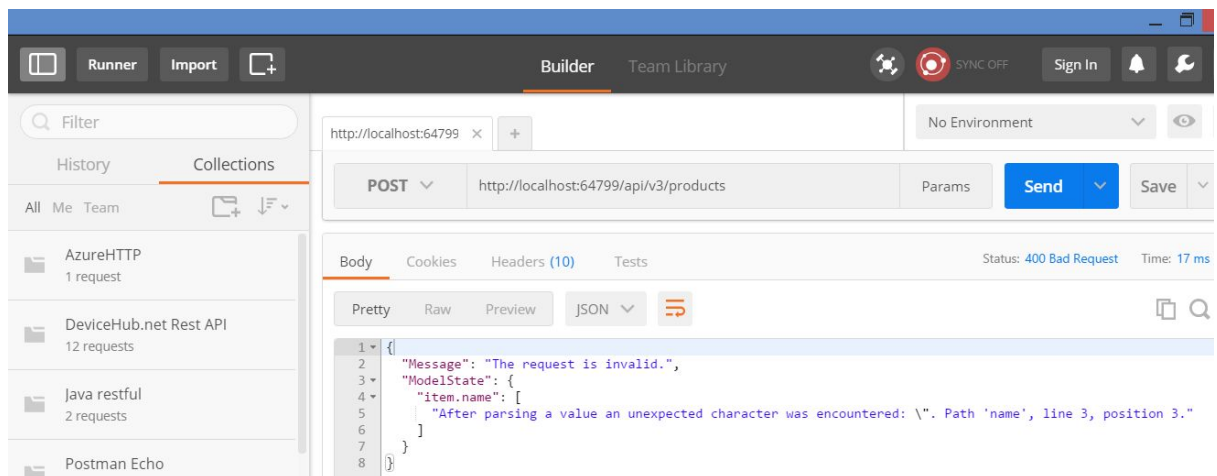 Runner Import Builder Team Library SYNC OFF Sign In
Filter
History Collections
All Me Team
AzureHTTP
1 request
DeviceHub.net Rest API
12 requests
Java restful
2 requests
Postman Echo
http://localhost:64799 × +
No Environment
POST http://localhost:64799/api/v3/products Params Send Save
Body Cookies Headers (10) Tests Status: 400 Bad Request Time: 17 ms
Pretty Raw Preview JSON
1 {
2 "Message": "The request is invalid.",
3 "ModelState": {
4 "item.name": [
5 "After parsing a value an unexpected character was encountered: \". Path 'name', line 3, position 3."
6 ]
7 }
8 }